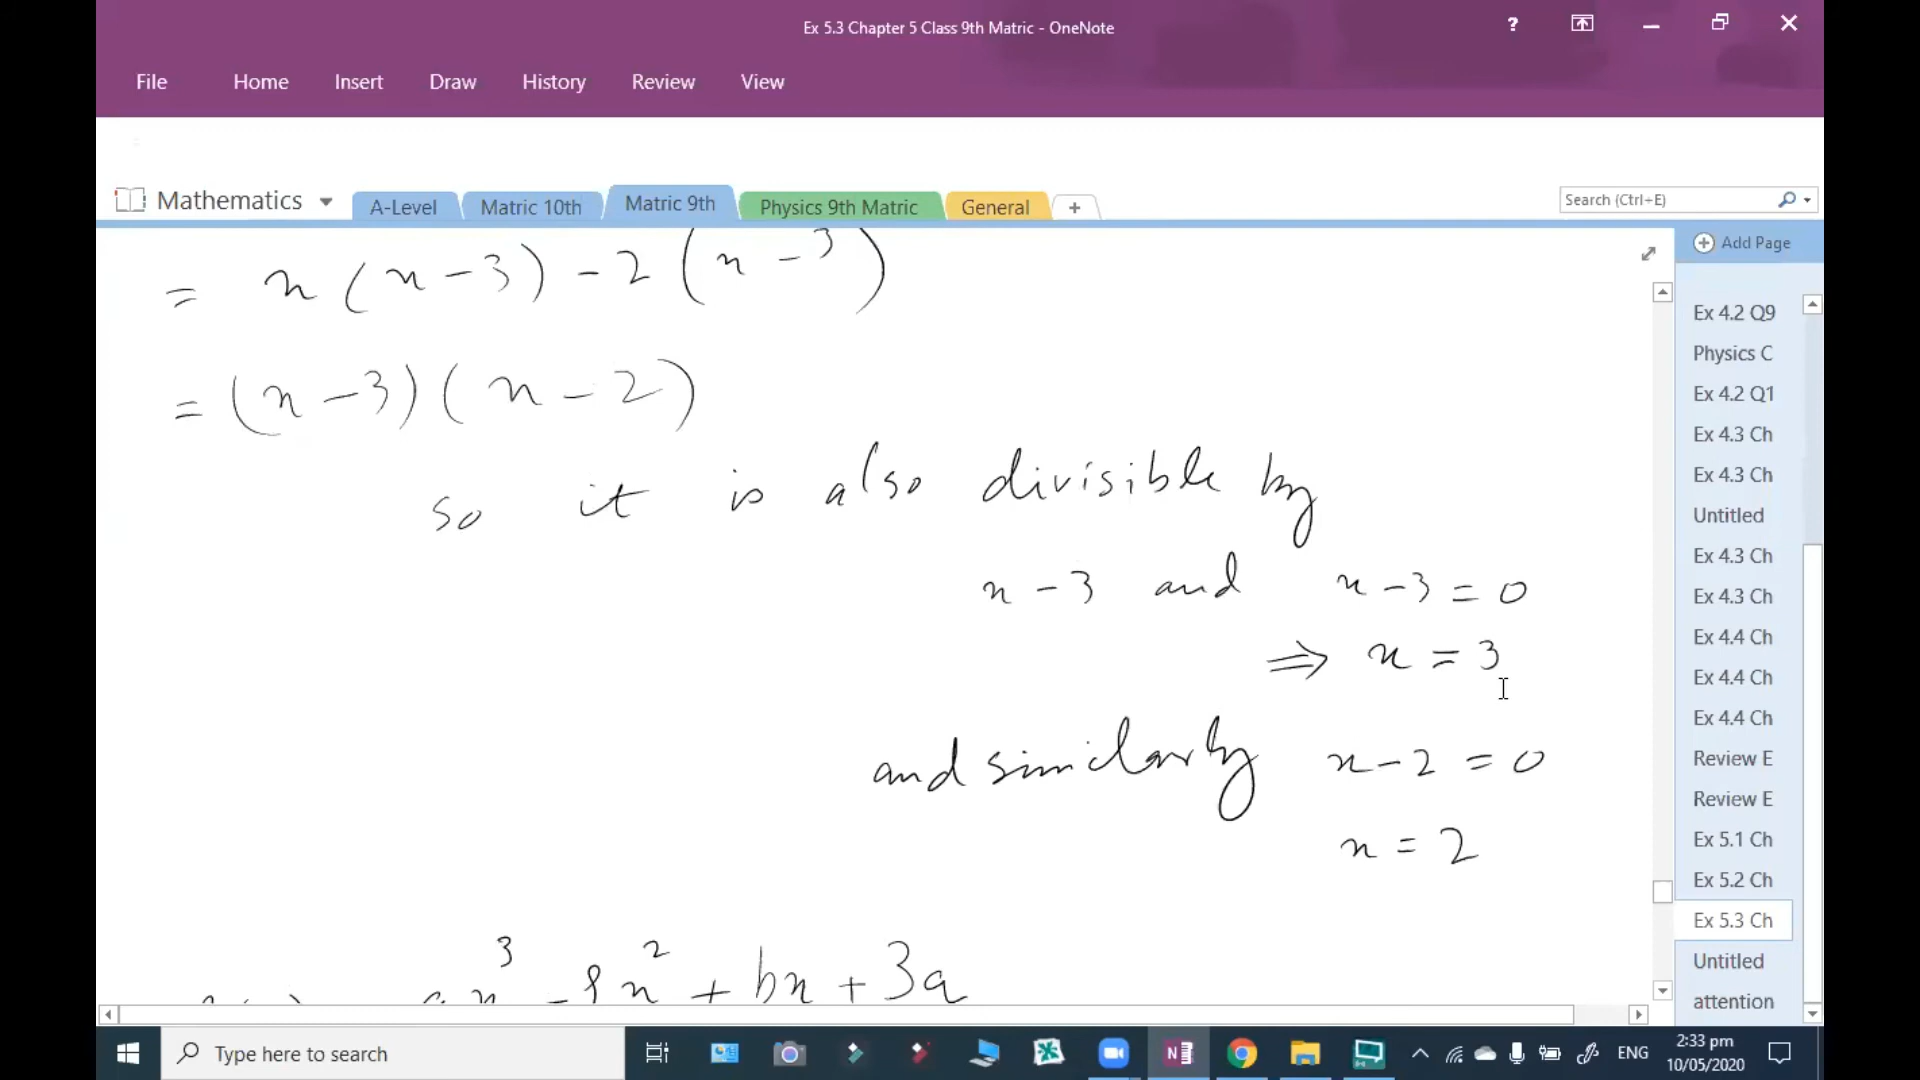 Ex 5.3 Chapter 5 Class 9th Matric - OneNote
?
File Home Insert Draw History Review View
Mathematics A-Level Matric 10th Matric 9th Physics 9th Matric General +
Search (Ctrl+E)
Add Page
= x(x-3) - 2(x-3)
= (x-3)(x-2)
so it is also divisible by
x-3 and x-3=0
⇒ x=3
and similarly x-2=0
x=2
ax³ - 8x² + bx + 3a
Ex 4.2 Q9
Physics C
Ex 4.2 Q1
Ex 4.3 Ch
Ex 4.3 Ch
Untitled
Ex 4.3 Ch
Ex 4.3 Ch
Ex 4.4 Ch
Ex 4.4 Ch
Ex 4.4 Ch
Review E
Review E
Ex 5.1 Ch
Ex 5.2 Ch
Ex 5.3 Ch
Untitled
attention
Type here to search
N
ENG
2:33 pm
10/05/2020